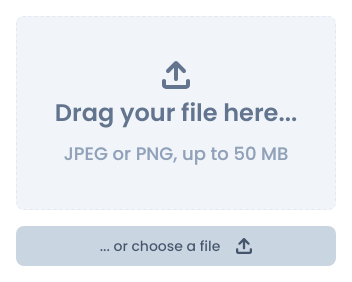 Drag your file here...
JPEG or PNG, up to 50 MB
... or choose a file